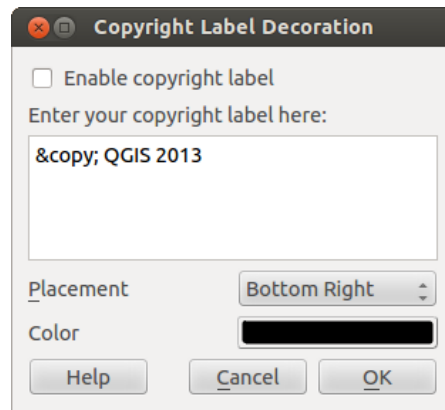 Copyright Label Decoration
Enable copyright label
Enter your copyright label here:
&copy; QGIS 2013
Placement Bottom Right
Color
Help Cancel OK